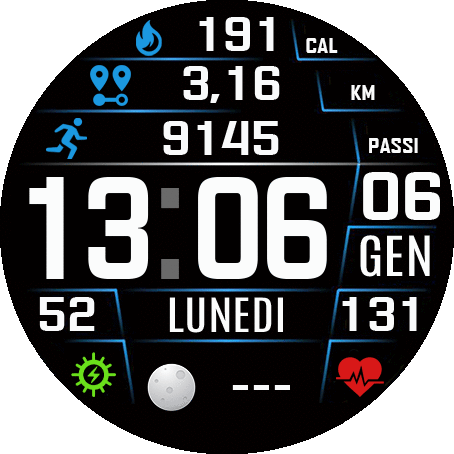 191 CAL
3,16 KM
9145 PASSI
13:06 06
GEN
52 LUNEDI 131
---